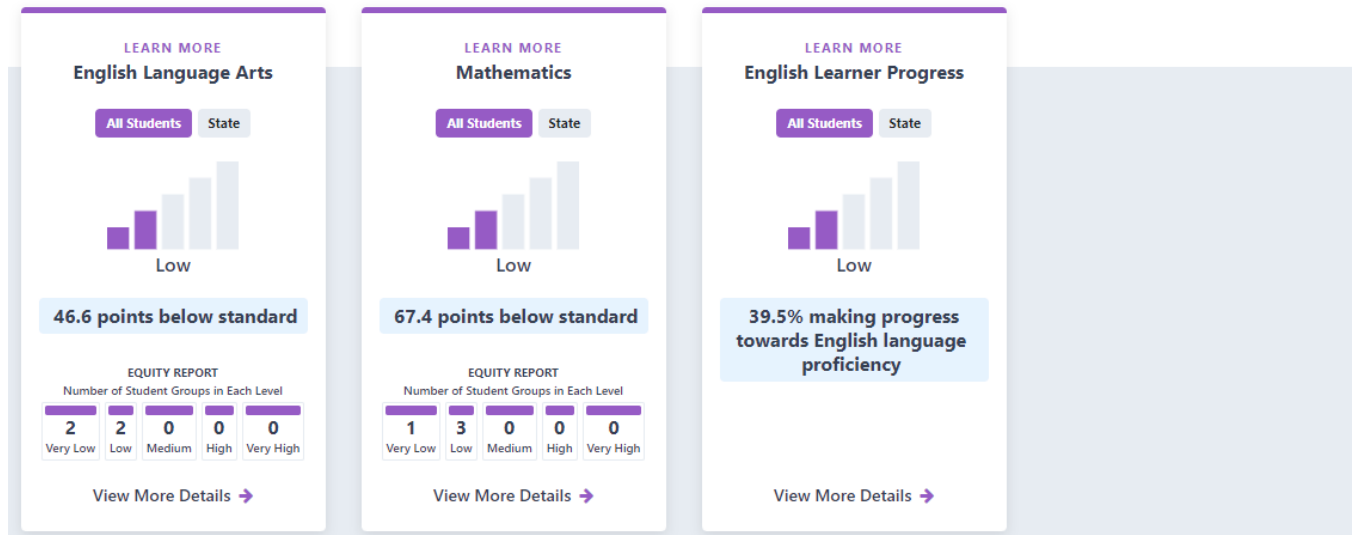 LEARN MORE
English Language Arts
All Students State
Low
46.6 points below standard
EQUITY REPORT
Number of Student Groups in Each Level
2 2 0 0 0
Very Low Low Medium High Very High
View More Details
LEARN MORE
Mathematics
All Students State
Low
67.4 points below standard
EQUITY REPORT
Number of Student Groups in Each Level
1 3 0 0 0
Very Low Low Medium High Very High
View More Details
LEARN MORE
English Learner Progress
All Students State
Low
39.5% making progress
towards English language
proficiency
View More Details